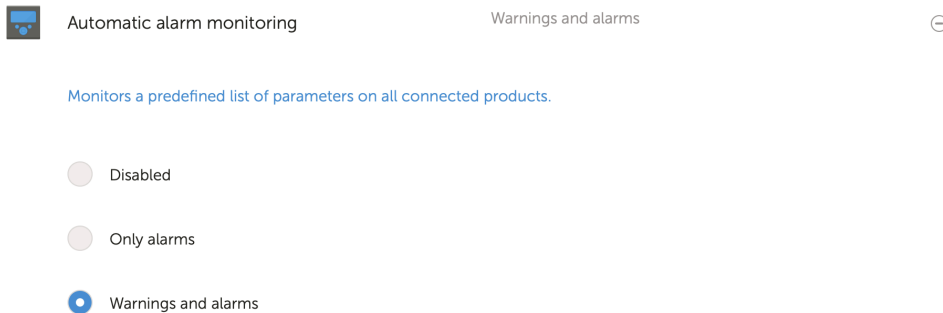 Automatic alarm monitoring
Warnings and alarms
Monitors a predefined list of parameters on all connected products.
Disabled
Only alarms
Warnings and alarms